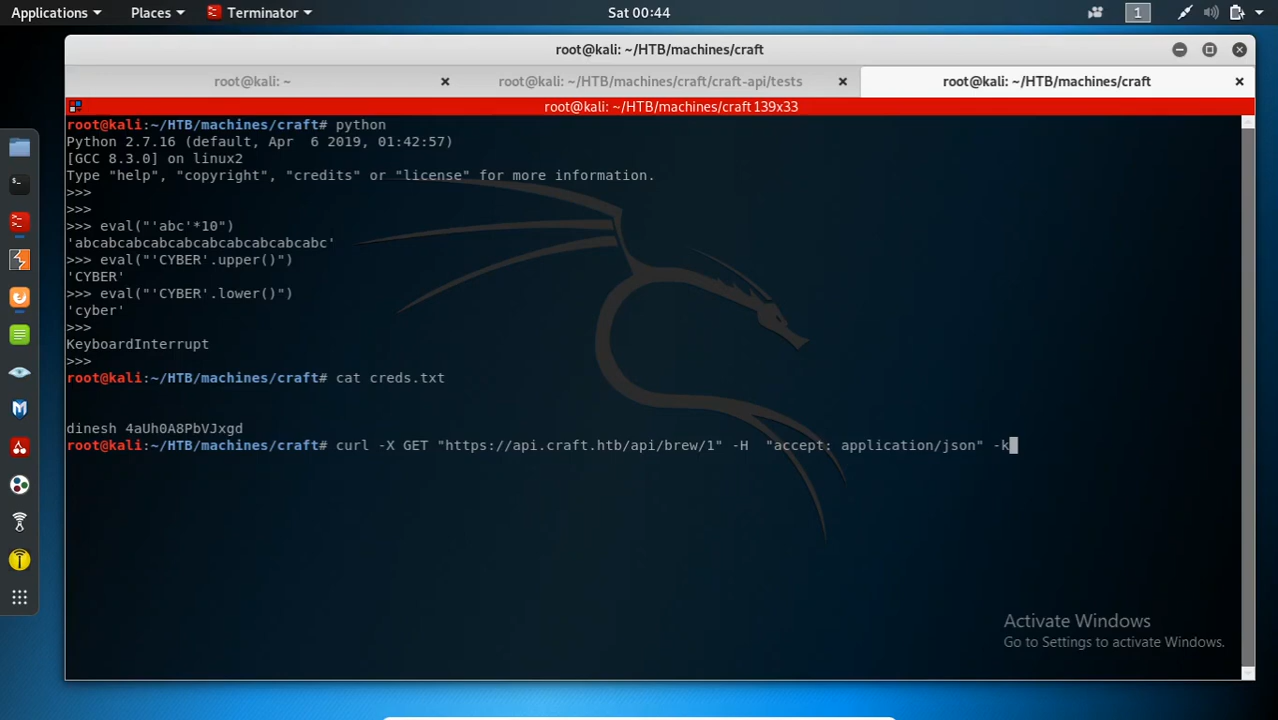 Applications Places Terminator Sat 00:44 1
root@kali: ~/HTB/machines/craft
root@kali: ~ root@kali: ~/HTB/machines/craft/craft-api/tests root@kali: ~/HTB/machines/craft
root@kali: ~/HTB/machines/craft 139x33
root@kali:~/HTB/machines/craft# python
Python 2.7.16 (default, Apr  6 2019, 01:42:57)
[GCC 8.3.0] on linux2
Type "help", "copyright", "credits" or "license" for more information.
>>>
>>>
>>> eval("'abc'*10")
'abcabcabcabcabcabcabcabcabcabc'
>>> eval("'CYBER'.upper()")
'CYBER'
>>> eval("'CYBER'.lower()")
'cyber'
>>>
KeyboardInterrupt
>>>
root@kali:~/HTB/machines/craft# cat creds.txt
dinesh 4aUh0A8PbVJxgd
root@kali:~/HTB/machines/craft# curl -X GET "https://api.craft.htb/api/brew/1" -H  "accept: application/json" -k
Activate Windows
Go to Settings to activate Windows.